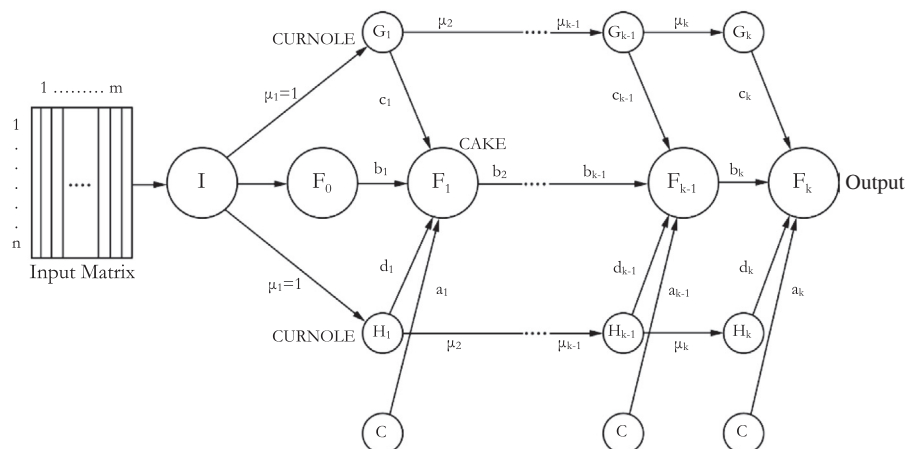 G₁ μ₂ ···· μₖ₋₁ Gₖ₋₁ μₖ Gₖ
CURNOLE
1 ......... m
μ₁=1
c₁ cₖ₋₁ cₖ
1
.
.
.
.
n
....
CAKE
I F₀ b₁ F₁ b₂ ···· bₖ₋₁ Fₖ₋₁ bₖ Fₖ Output
Input Matrix
μ₁=1
d₁ a₁ dₖ₋₁ aₖ₋₁ dₖ aₖ
CURNOLE
H₁ μ₂ ···· μₖ₋₁ Hₖ₋₁ μₖ Hₖ
C C C